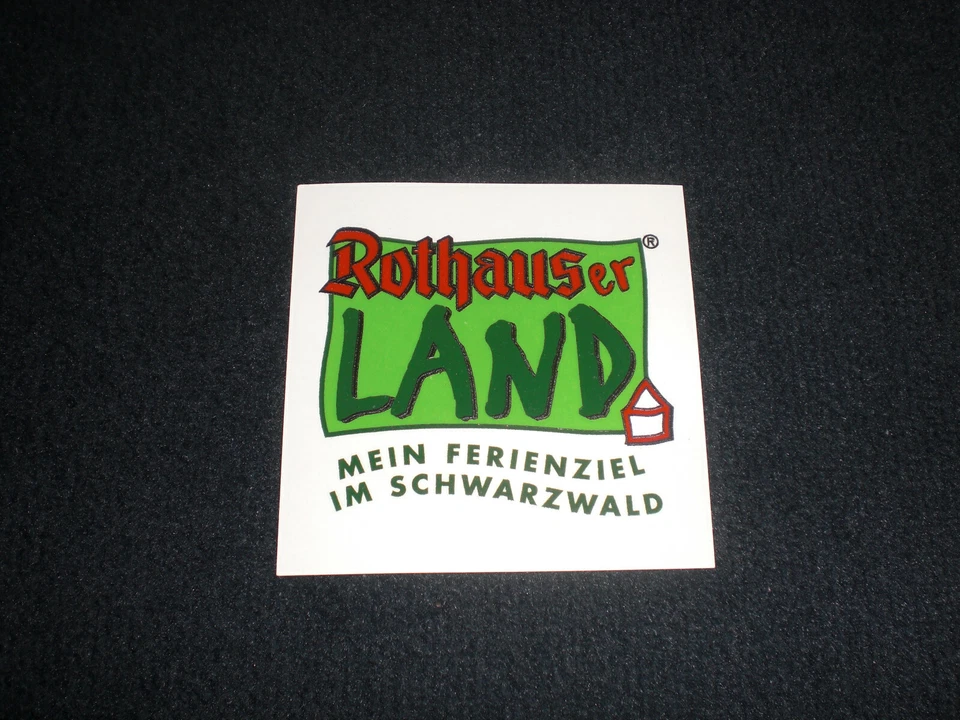 Rothauser ®
LAND
MEIN FERIENZIEL
IM SCHWARZWALD